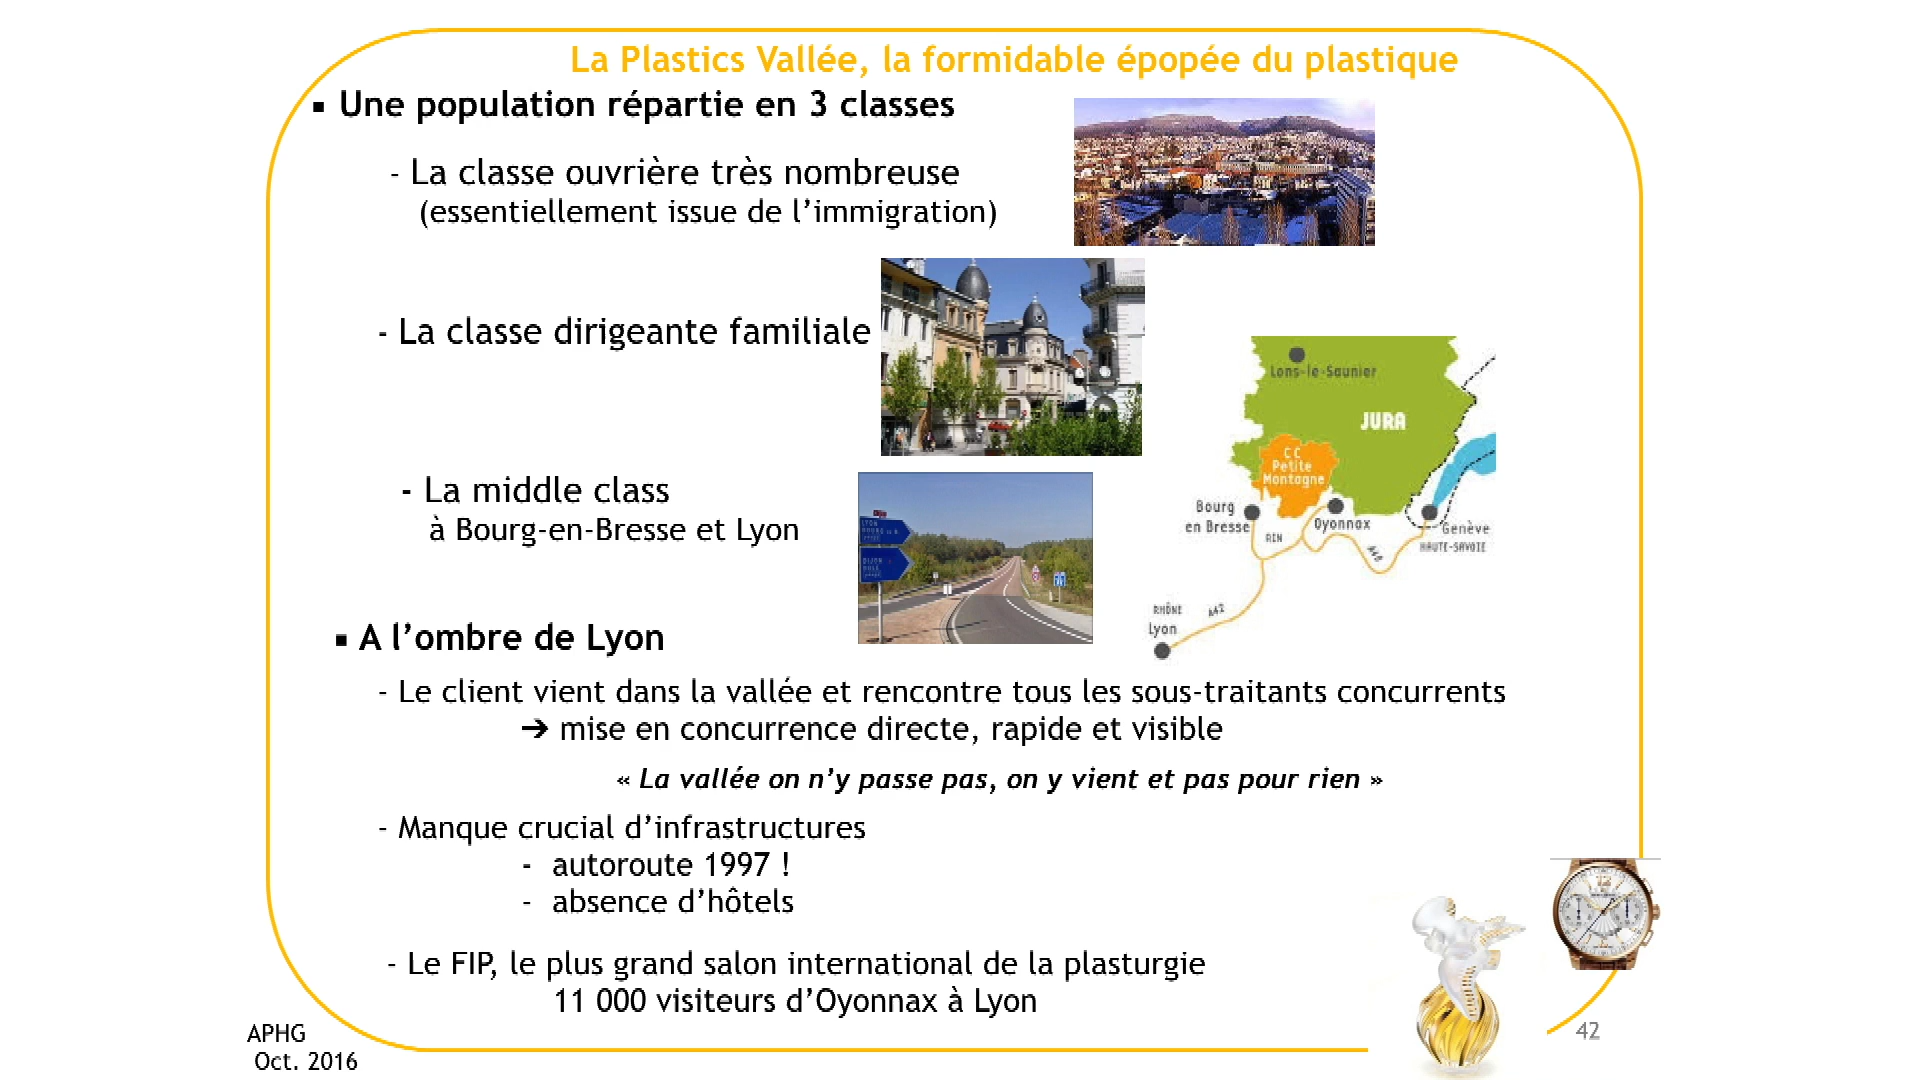 La Plastics Vallée, la formidable épopée du plastique
▪ Une population répartie en 3 classes
- La classe ouvrière très nombreuse
(essentiellement issue de l’immigration)
- La classe dirigeante familiale
- La middle class
à Bourg-en-Bresse et Lyon
Lons-le-Saunier
JURA
CC
Petite
Montagne
Bourg
en Bresse
Oyonnax
Genève
AIN
A40
HAUTE-SAVOIE
RHÔNE
A42
Lyon
LYON
DIJON
▪ A l’ombre de Lyon
- Le client vient dans la vallée et rencontre tous les sous-traitants concurrents
➔ mise en concurrence directe, rapide et visible
« La vallée on n’y passe pas, on y vient et pas pour rien »
- Manque crucial d’infrastructures
- autoroute 1997 !
- absence d’hôtels
- Le FIP, le plus grand salon international de la plasturgie
11 000 visiteurs d’Oyonnax à Lyon
APHG
Oct. 2016
42